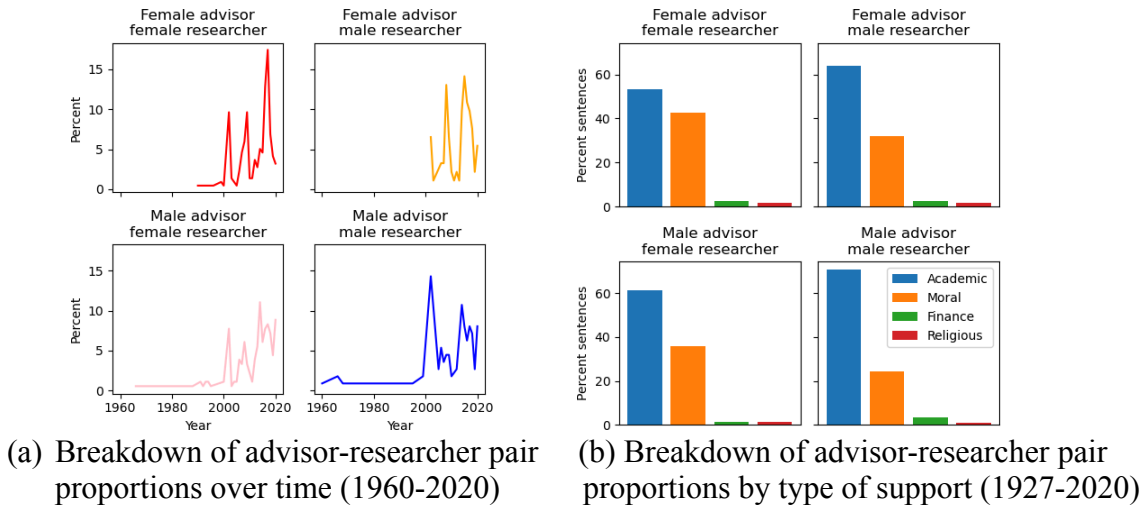 Female advisor
female researcher
Female advisor
male researcher
15
10
5
0
Percent
Male advisor
female researcher
Male advisor
male researcher
15
10
5
0
Percent
1960
1980
2000
2020
Year
1960
1980
2000
2020
Year
(a) Breakdown of advisor-researcher pair
proportions over time (1960-2020)
Female advisor
female researcher
Female advisor
male researcher
60
40
20
0
Percent sentences
Male advisor
female researcher
Male advisor
male researcher
60
40
20
0
Percent sentences
Academic
Moral
Finance
Religious
(b) Breakdown of advisor-researcher pair
proportions by type of support (1927-2020)